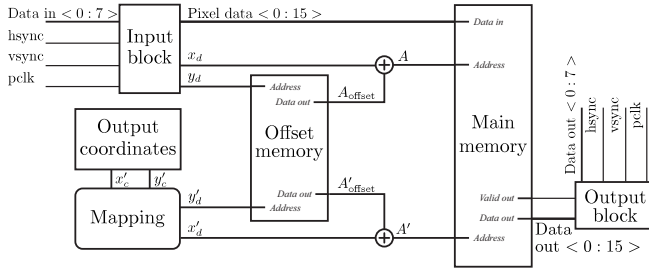 Data in < 0 : 7 >
hsync
vsync
pclk
Input
block
Pixel data < 0 : 15 >
x_d
y_d
A
Address
Data out
A_offset
Offset
memory
Data out
Address
A'_offset
Output
coordinates
x'_c
y'_c
Mapping
y'_d
x'_d
A'
Data in
Address
Main
memory
Valid out
Data out
Address
Data out < 0 : 7 >
hsync
vsync
pclk
Output
block
Data
out < 0 : 15 >